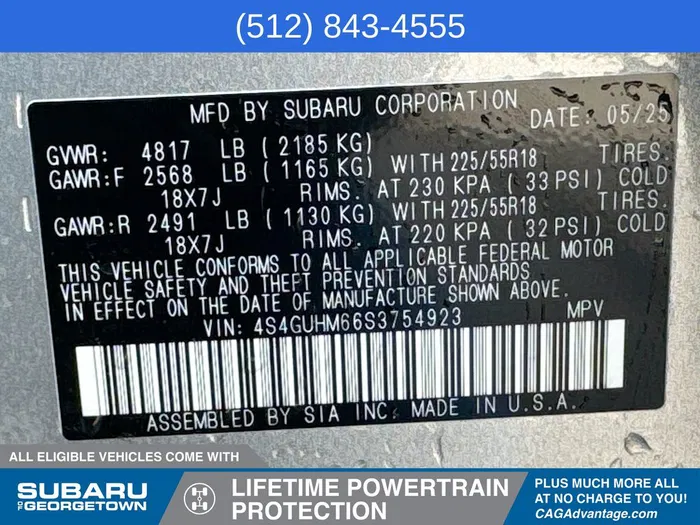 (512) 843-4555
MFD BY SUBARU CORPORATION DATE: 05/25
GVWR: 4817 LB (2185 KG)
GAWR:F 2568 LB (1165 KG) WITH 225/55R18 TIRES.
18X7J RIMS. AT 230 KPA (33 PSI) COLD
GAWR:R 2491 LB (1130 KG) WITH 225/55R18 TIRES.
18X7J RIMS. AT 220 KPA (32 PSI) COLD
THIS VEHICLE CONFORMS TO ALL APPLICABLE FEDERAL MOTOR
VEHICLE SAFETY AND THEFT PREVENTION STANDARDS
IN EFFECT ON THE DATE OF MANUFACTURE SHOWN ABOVE.
VIN: 4S4GUHM66S3754923 MPV
ASSEMBLED BY SIA INC. MADE IN U.S.A.
ALL ELIGIBLE VEHICLES COME WITH
SUBARU
OF GEORGETOWN
LIFETIME POWERTRAIN
PROTECTION
PLUS MUCH MORE ALL
AT NO CHARGE TO YOU!
CAGAdvantage.com